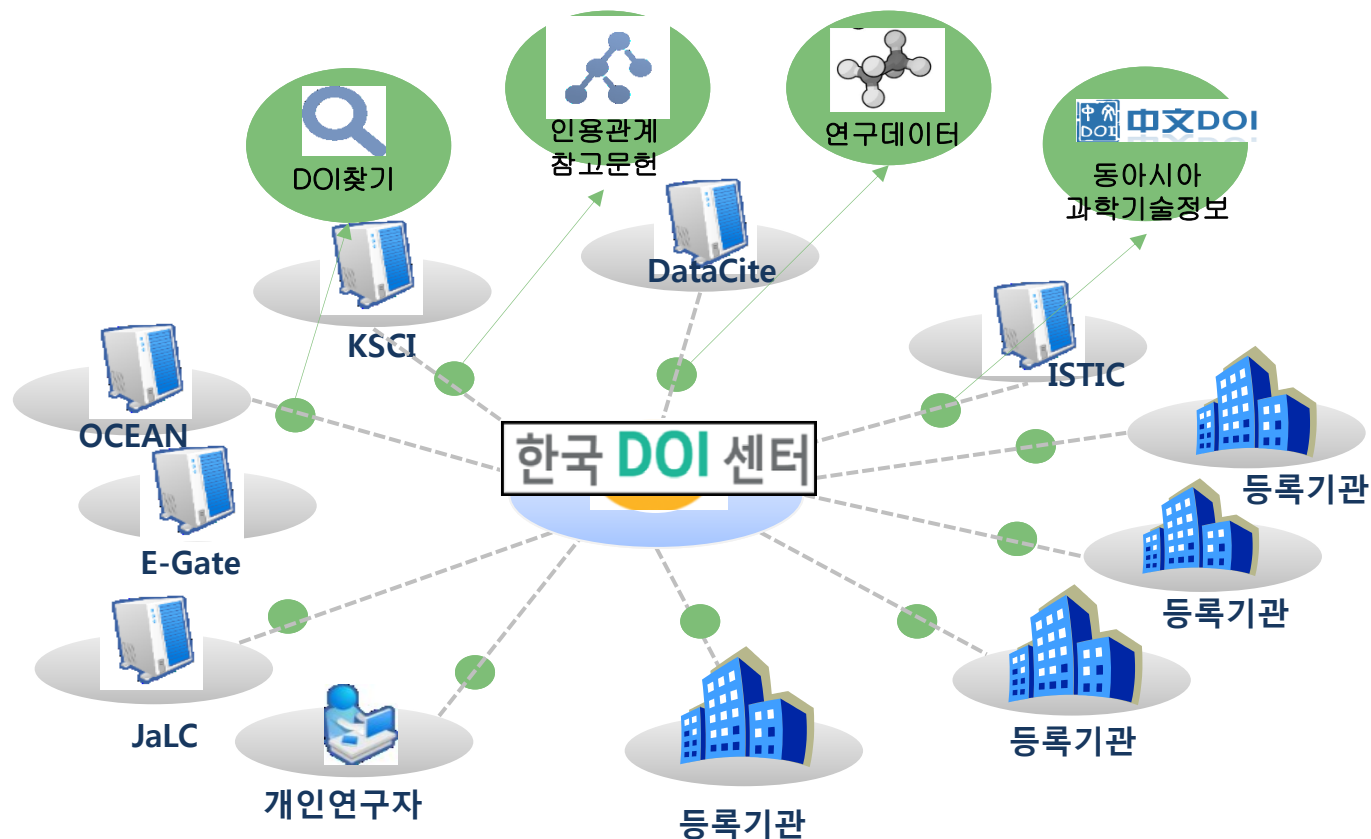 DOI찾기
인용관계
참고문헌
연구데이터
中文DOI
中文
DOI
동아시아
과학기술정보
DataCite
KSCI
ISTIC
OCEAN
한국 DOI 센터
등록기관
E-Gate
등록기관
JaLC
등록기관
개인연구자
등록기관